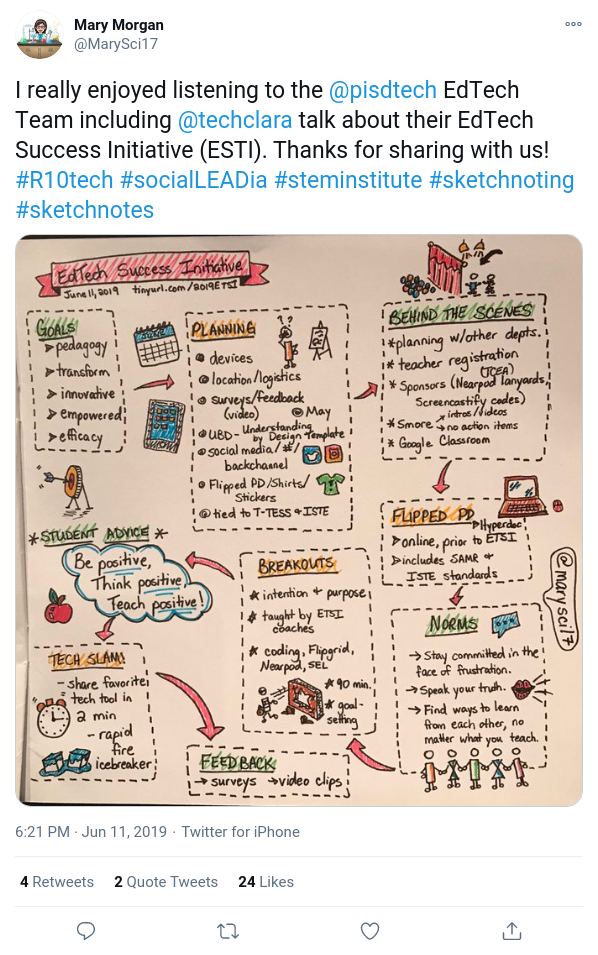 Mary Morgan
@MarySci17
I really enjoyed listening to the @pisdtech EdTech
Team including @techclara talk about their EdTech
Success Initiative (ESTI). Thanks for sharing with us!
#R10tech #socialLEADia #steminstitute #sketchnoting
#sketchnotes
EdTech Success Initiative
June 11, 2019 tinyurl.com/2019ETSI
GOALS
pedagogy
transform
innovative
empowered
efficacy
PLANNING
devices
location/logistics
surveys/feedback
(video)
May
UBD - Understanding
by Design Template
social media/#/
backchannel
Flipped PD/Shirts/
Stickers
tied to T-TESS + ISTE
BEHIND THE SCENES
*planning w/other depts.
*teacher registration
(TCEA)
*Sponsors (Nearpod lanyards,
Screencastify codes)
*Smore → intros/videos
→ no action items
*Google Classroom
FLIPPED PD
Hyperdoc
online, prior to ETSI
includes SAMR +
ISTE standards
NORMS
→ Stay committed in the
face of frustration.
→ Speak your truth.
→ Find ways to learn
from each other, no
matter what you teach.
@marysci17
BREAKOUTS
* intention + purpose
* taught by ETSI
coaches
* coding, Flipgrid,
Nearpod, SEL
* 90 min.
* goal-
setting
*STUDENT ADVICE*
Be positive,
Think positive,
Teach positive!
TECH SLAM!
- share favorite
tech tool in
2 min
- rapid
fire
icebreaker
FEEDBACK
→ surveys → video clips
6:21 PM · Jun 11, 2019 · Twitter for iPhone
4 Retweets 2 Quote Tweets 24 Likes